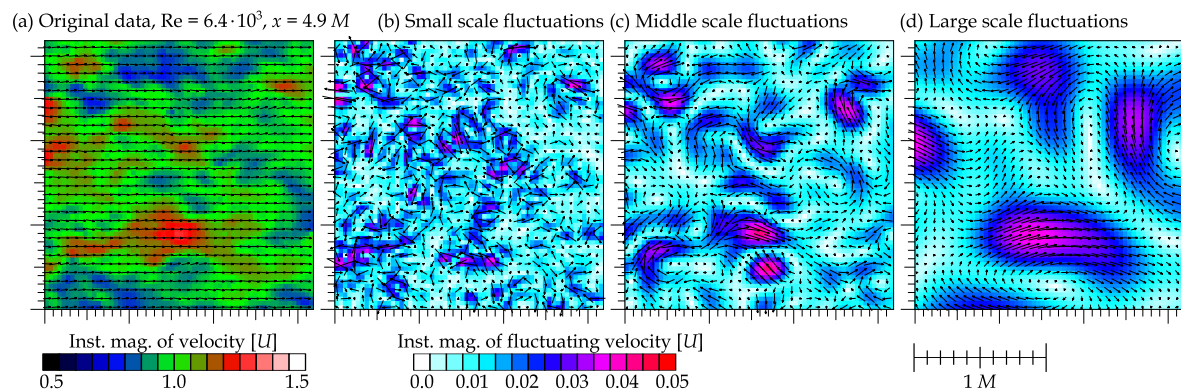 (a) Original data, Re = 6.4·10³, x = 4.9 M
(b) Small scale fluctuations
(c) Middle scale fluctuations
(d) Large scale fluctuations
Inst. mag. of velocity [U]
0.5 1.0 1.5
Inst. mag. of fluctuating velocity [U]
0.0 0.02 0.03 0.04 0.05
1 M